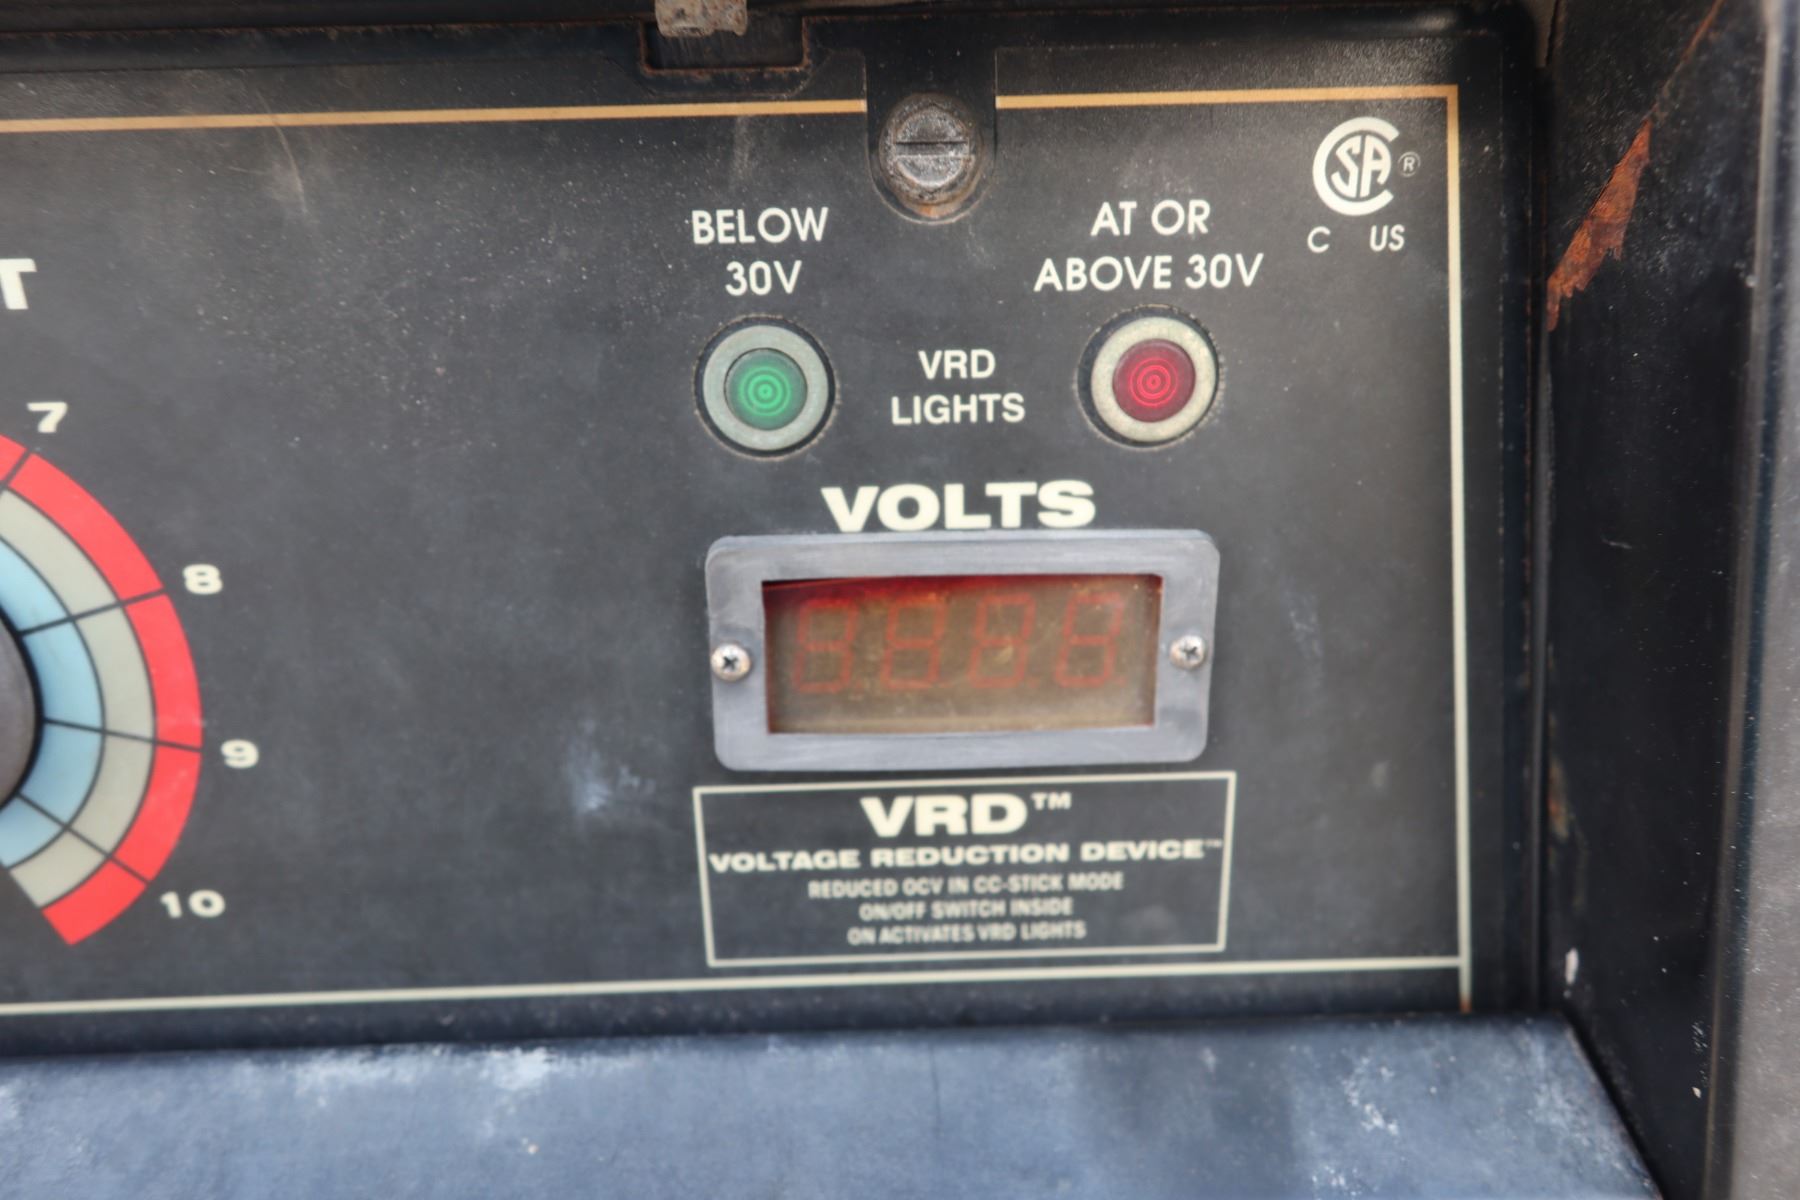 T
BELOW
30V
AT OR
ABOVE 30V
CSA ®
C US
VRD
LIGHTS
7
8
9
10
VOLTS
VRD™
VOLTAGE REDUCTION DEVICE™
REDUCED OCV IN CC-STICK MODE
ON/OFF SWITCH INSIDE
ON ACTIVATES VRD LIGHTS